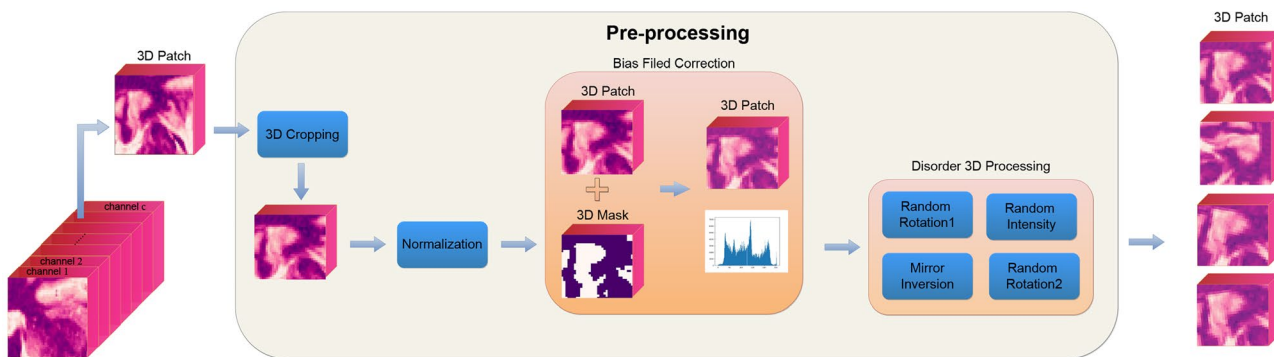 Pre-processing
3D Patch
channel c
......
channel 2
channel 1
3D Cropping
Normalization
Bias Filed Correction
3D Patch
3D Mask
3D Patch
Disorder 3D Processing
Random
Rotation1
Random
Intensity
Mirror
Inversion
Random
Rotation2
3D Patch